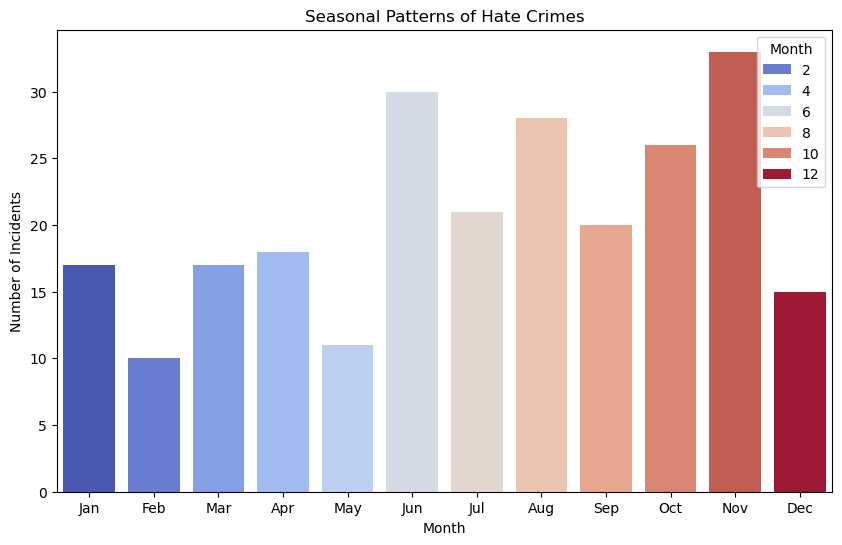 Seasonal Patterns of Hate Crimes
Month
2
4
6
8
10
12
Number of Incidents
30
25
20
15
10
5
0
Jan Feb Mar Apr May Jun Jul Aug Sep Oct Nov Dec
Month